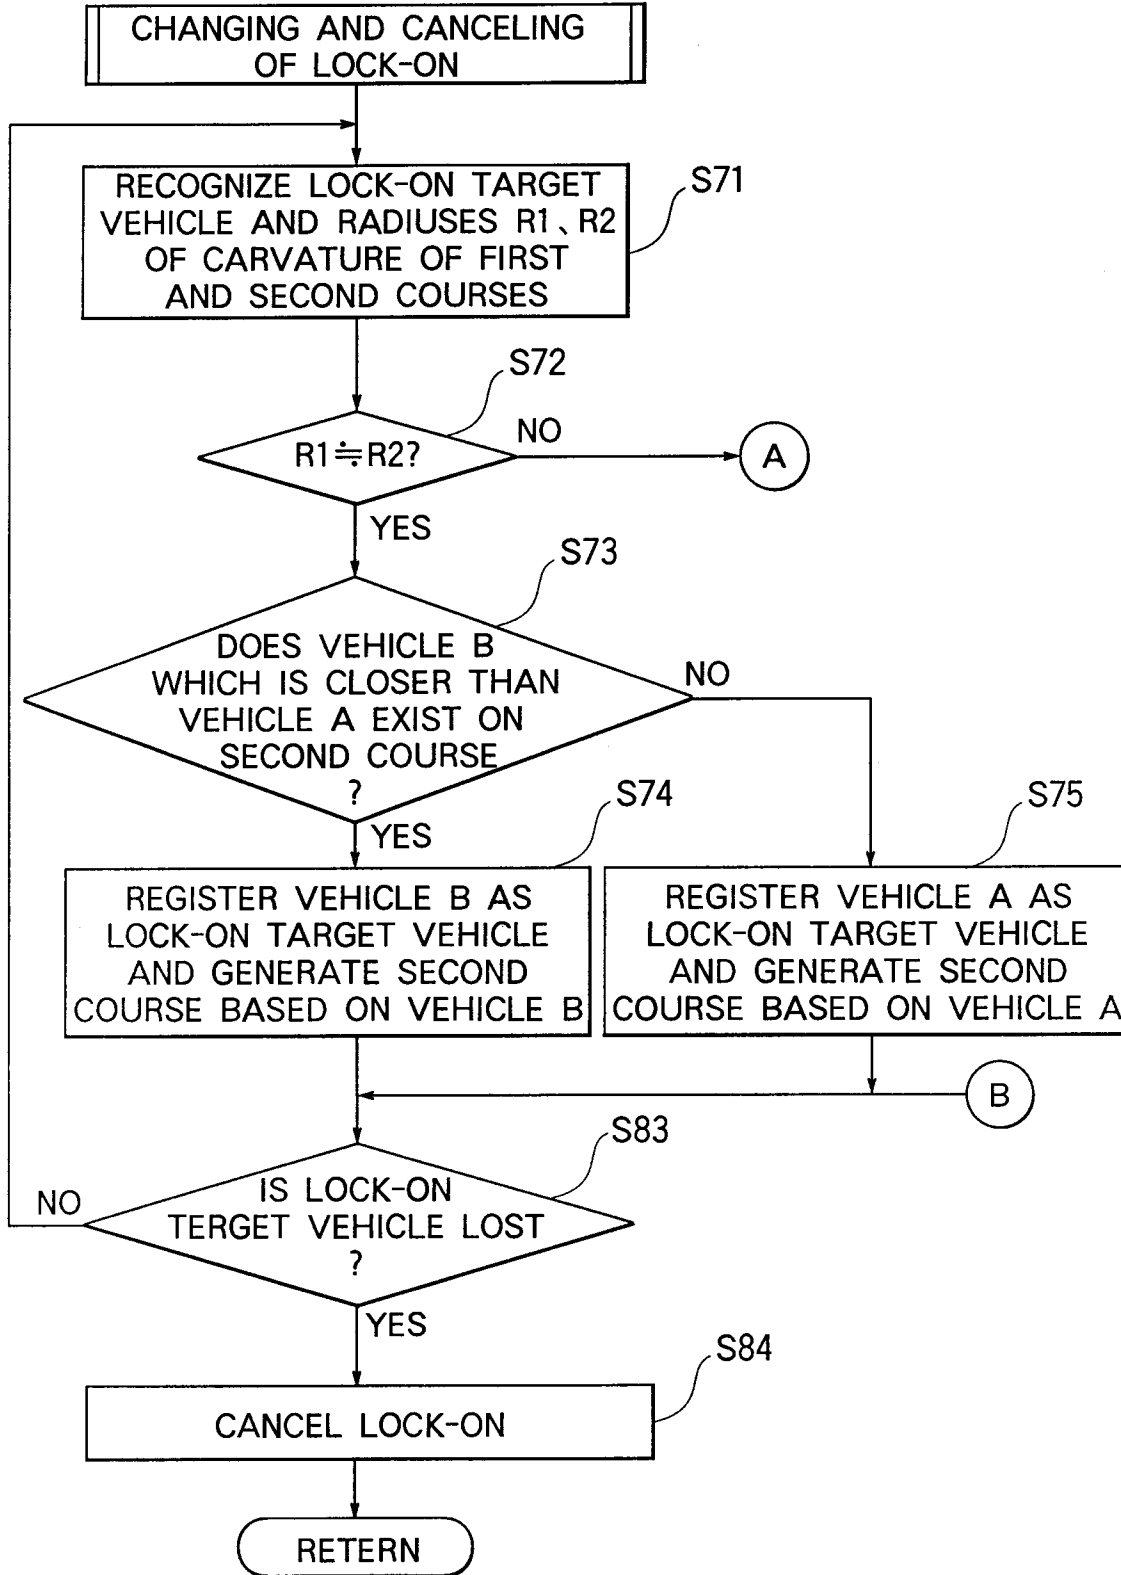 CHANGING AND CANCELING
OF LOCK-ON
RECOGNIZE LOCK-ON TARGET
VEHICLE AND RADIUSES R1、R2
OF CARVATURE OF FIRST
AND SECOND COURSES
S71
S72
R1≒R2?
NO
A
YES
S73
DOES VEHICLE B
WHICH IS CLOSER THAN
VEHICLE A EXIST ON
SECOND COURSE
?
NO
YES
S74
S75
REGISTER VEHICLE B AS
LOCK-ON TARGET VEHICLE
AND GENERATE SECOND
COURSE BASED ON VEHICLE B
REGISTER VEHICLE A AS
LOCK-ON TARGET VEHICLE
AND GENERATE SECOND
COURSE BASED ON VEHICLE A
B
S83
IS LOCK-ON
TERGET VEHICLE LOST
?
NO
YES
S84
CANCEL LOCK-ON
RETERN